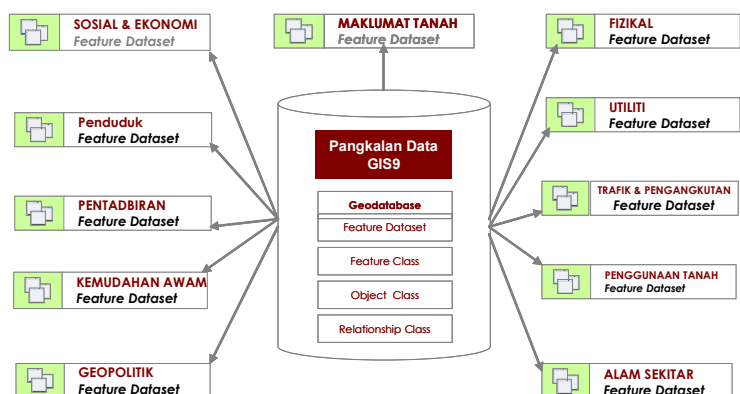 SOSIAL & EKONOMI
Feature Dataset
MAKLUMAT TANAH
Feature Dataset
FIZIKAL
Feature Dataset
Penduduk
Feature Dataset
UTILITI
Feature Dataset
Pangkalan Data
GIS9
PENTADBIRAN
Feature Dataset
Geodatabase
Feature Dataset
Feature Class
Object Class
Relationship Class
TRAFIK & PENGANGKUTAN
Feature Dataset
KEMUDAHAN AWAM
Feature Dataset
PENGGUNAAN TANAH
Feature Dataset
GEOPOLITIK
Feature Dataset
ALAM SEKITAR
Feature Dataset